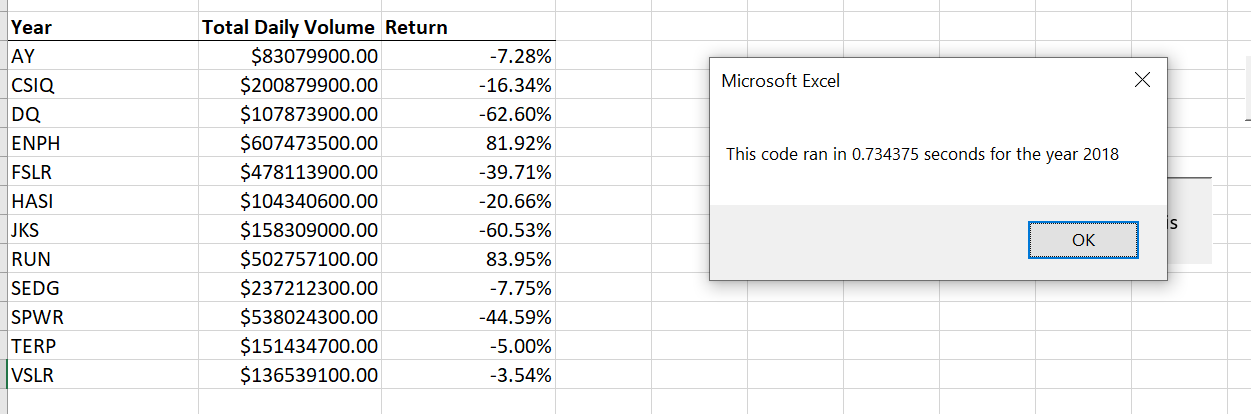 Year Total Daily Volume Return
AY $83079900.00 -7.28%
CSIQ $200879900.00 -16.34%
DQ $107873900.00 -62.60%
ENPH $607473500.00 81.92%
FSLR $478113900.00 -39.71%
HASI $104340600.00 -20.66%
JKS $158309000.00 -60.53%
RUN $502757100.00 83.95%
SEDG $237212300.00 -7.75%
SPWR $538024300.00 -44.59%
TERP $151434700.00 -5.00%
VSLR $136539100.00 -3.54%
Microsoft Excel
This code ran in 0.734375 seconds for the year 2018
OK
is